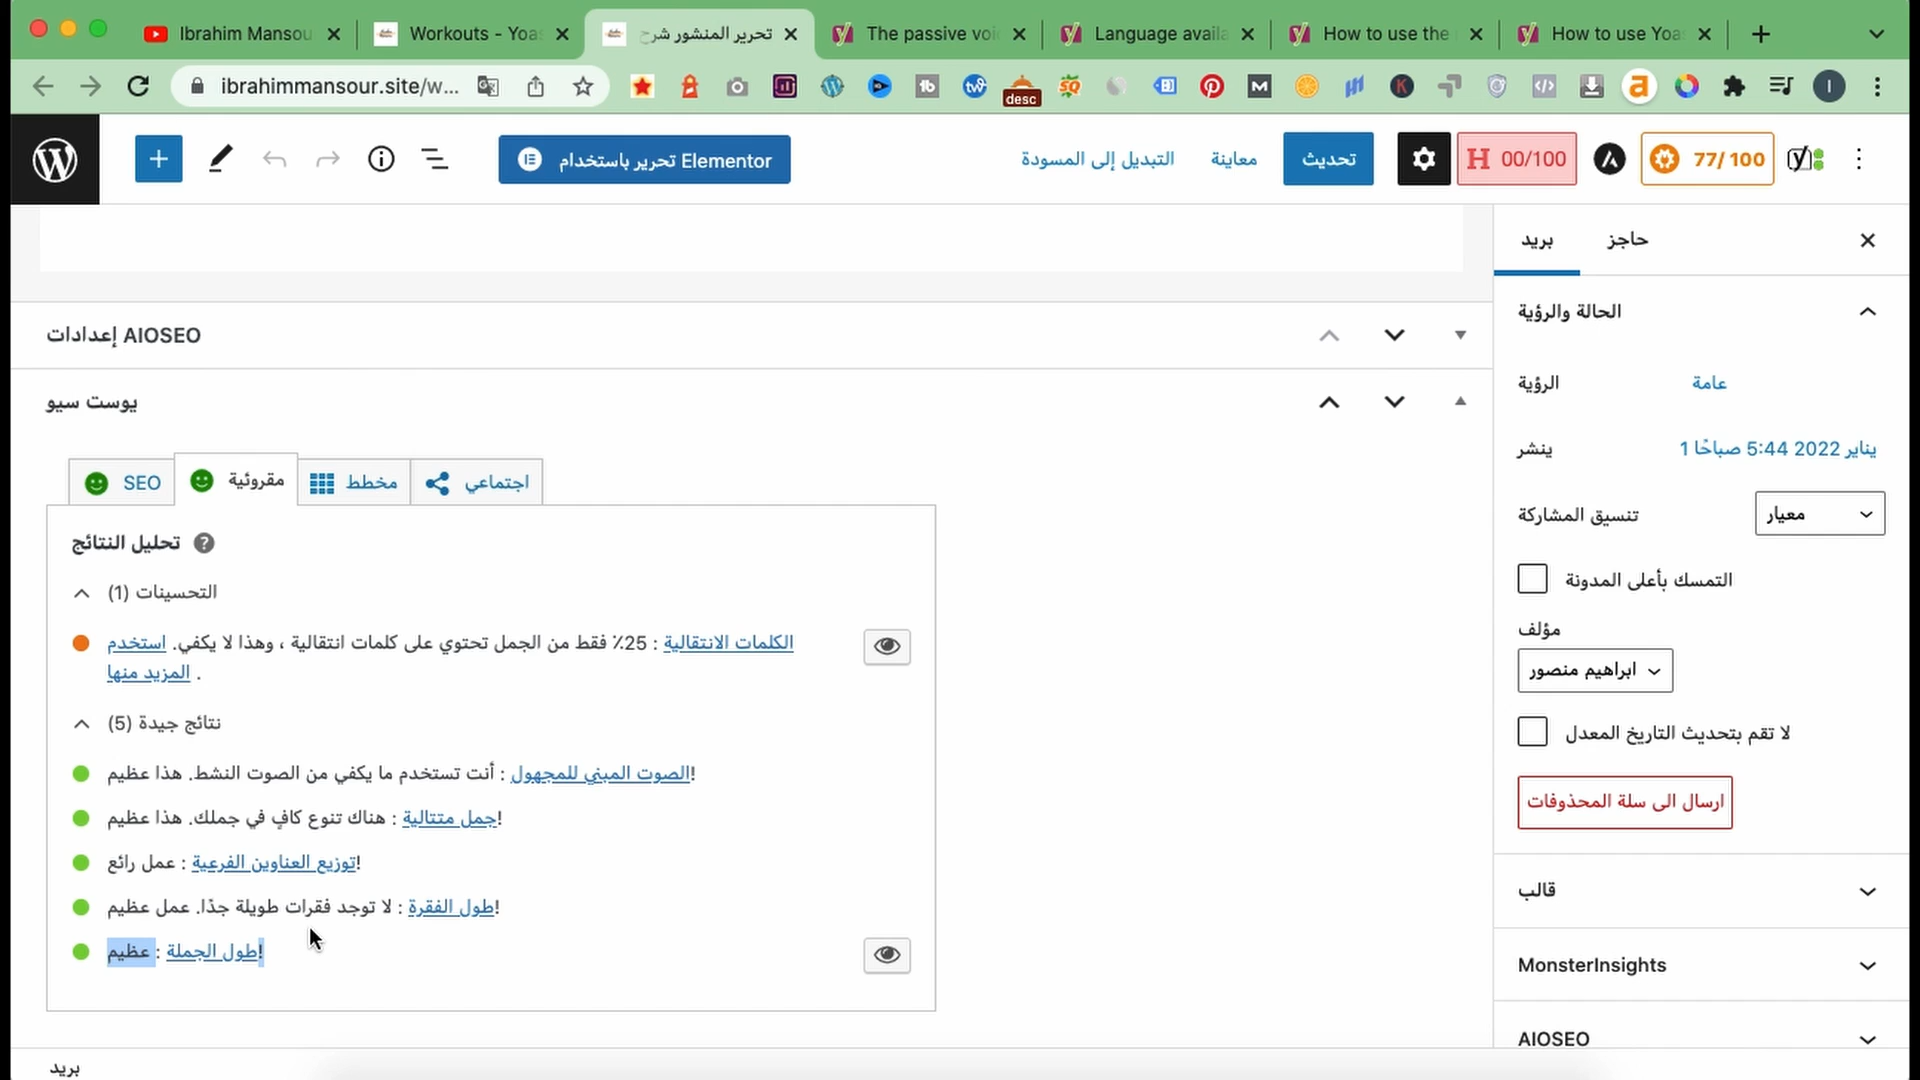 Ibrahim Mansou
Workouts - Yoa
تحرير المنشور شرح
The passive voi
Language availa
How to use the
How to use Yoa
ibrahimmansour.site/w...
desc
تحرير باستخدام Elementor
التبديل إلى المسودة
معاينة
تحديث
H 00/100
77/100
إعدادات AIOSEO
يوست سيو
SEO
مقروئية
مخطط
اجتماعي
تحليل النتائج
التحسينات (1)
الكلمات الانتقالية : 25٪ فقط من الجمل تحتوي على كلمات انتقالية ، وهذا لا يكفي. استخدم
المزيد منها .
نتائج جيدة (5)
الصوت المبني للمجهول : أنت تستخدم ما يكفي من الصوت النشط. هذا عظيم!
جمل متتالية : هناك تنوع كافٍ في جملك. هذا عظيم!
توزيع العناوين الفرعية : عمل رائع!
طول الفقرة : لا توجد فقرات طويلة جدًا. عمل عظيم!
طول الجملة : عظيم!
بريد
بريد
حاجز
الحالة والرؤية
الرؤية
عامة
ينشر
يناير 2022 5:44 صباحًا 1
تنسيق المشاركة
معيار
التمسك بأعلى المدونة
مؤلف
ابراهيم منصور
لا تقم بتحديث التاريخ المعدل
ارسال الى سلة المحذوفات
قالب
MonsterInsights
AIOSEO